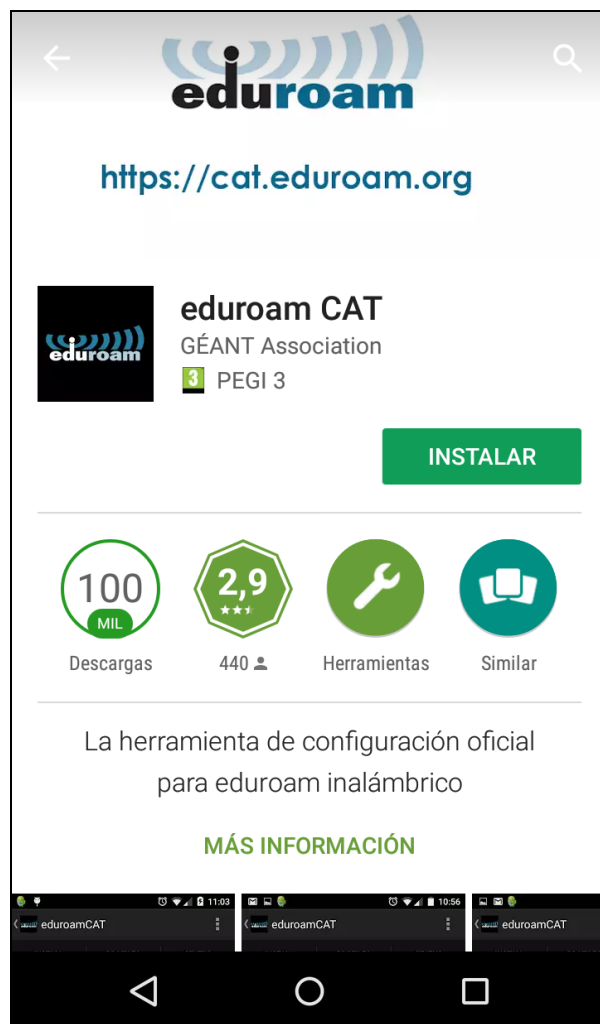 eduroam
https://cat.eduroam.org
eduroam
eduroam CAT
GÉANT Association
3 PEGI 3
INSTALAR
100
MIL
2,9
Descargas
440
Herramientas
Similar
La herramienta de configuración oficial
para eduroam inalámbrico
MÁS INFORMACIÓN
11:03
10:56
eduroamCAT
eduroamCAT
eduroamCAT